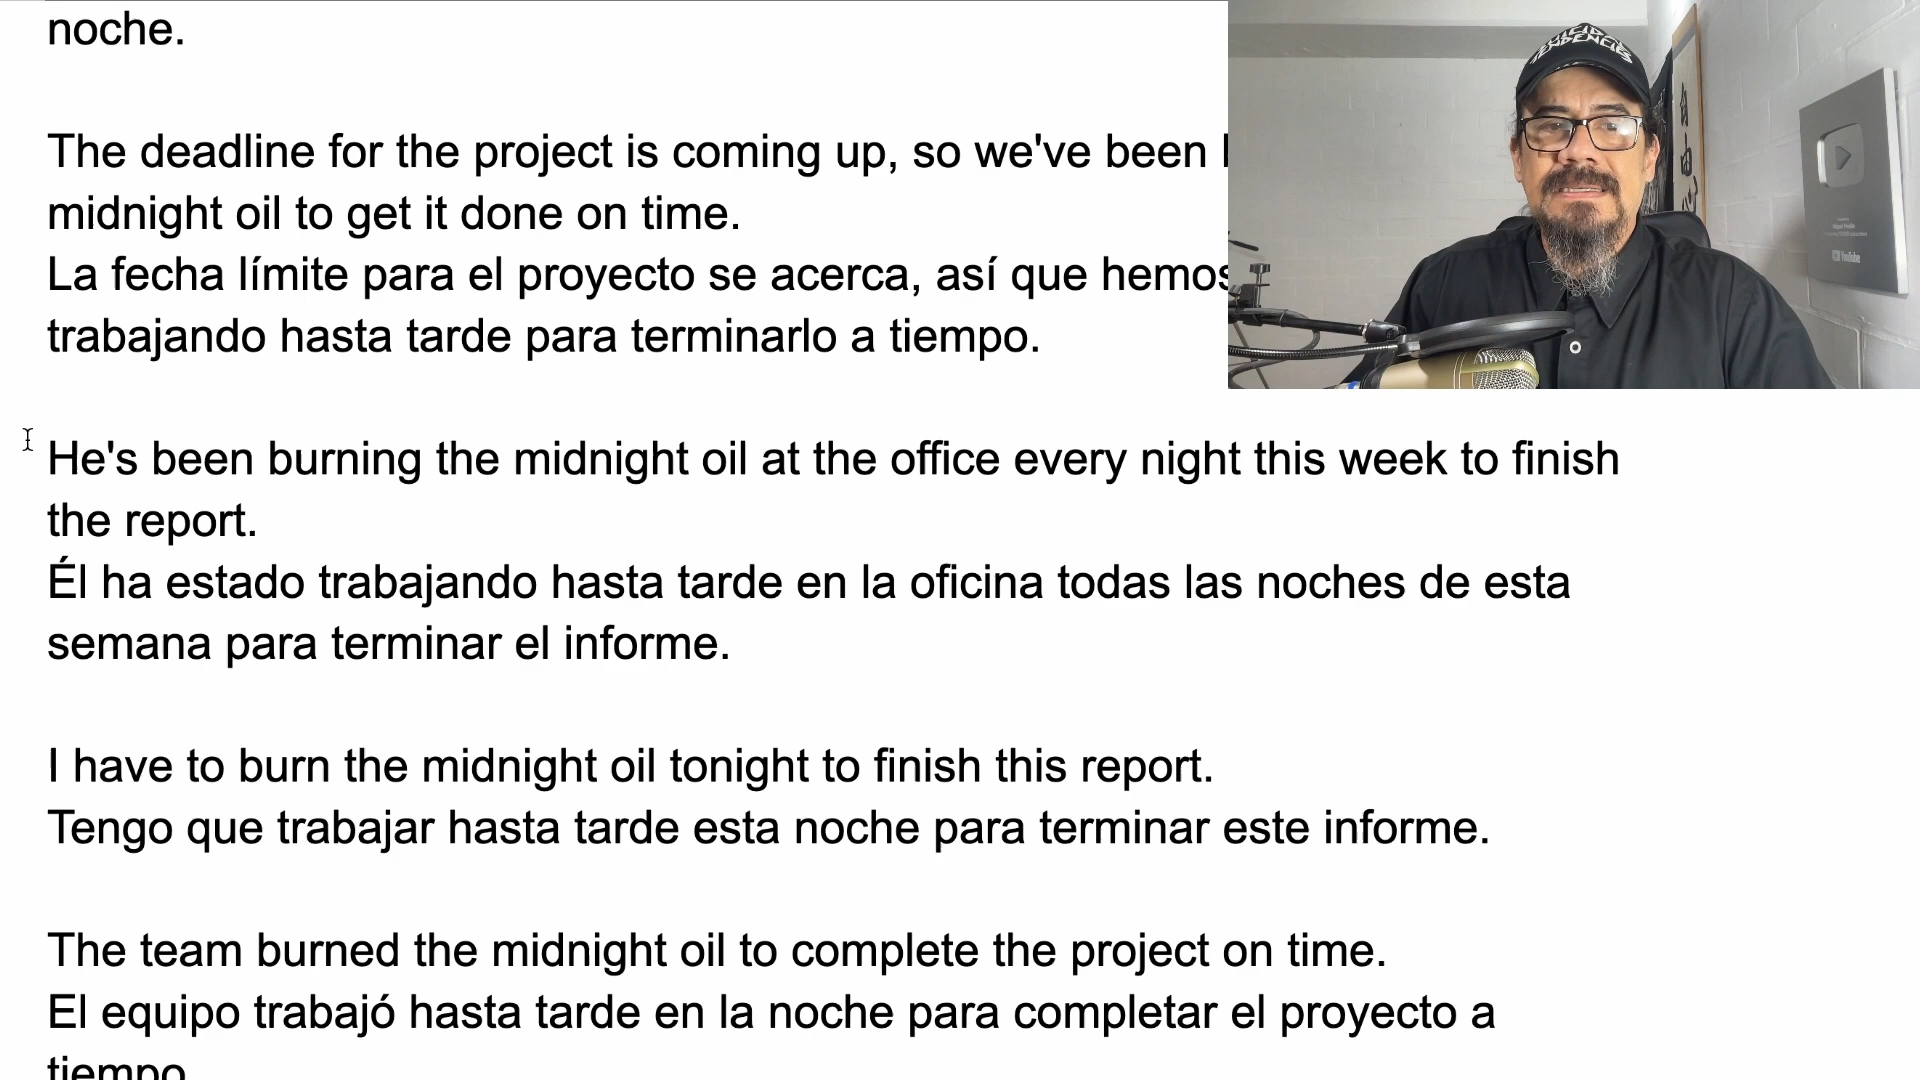 noche.
The deadline for the project is coming up, so we've been
midnight oil to get it done on time.
La fecha límite para el proyecto se acerca, así que hemos
trabajando hasta tarde para terminarlo a tiempo.
He's been burning the midnight oil at the office every night this week to finish
the report.
Él ha estado trabajando hasta tarde en la oficina todas las noches de esta
semana para terminar el informe.
I have to burn the midnight oil tonight to finish this report.
Tengo que trabajar hasta tarde esta noche para terminar este informe.
The team burned the midnight oil to complete the project on time.
El equipo trabajó hasta tarde en la noche para completar el proyecto a
tiempo.
SUICIDAL
TENDENCIES
自由
YouTube